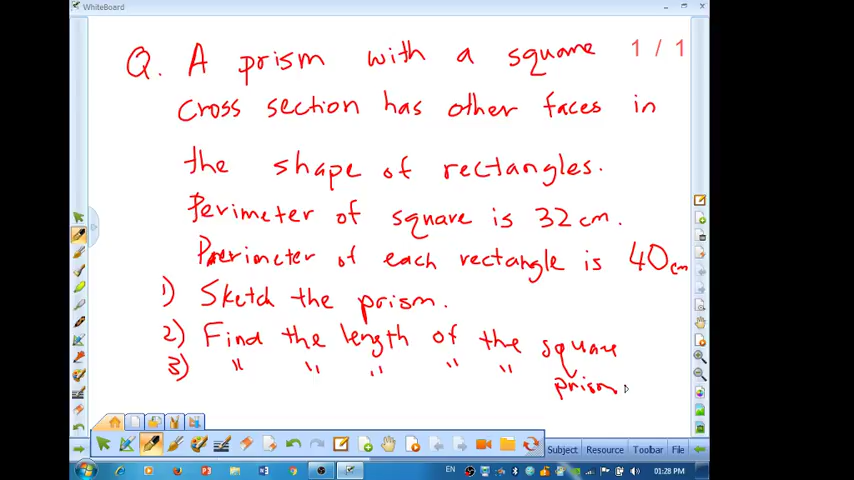 WhiteBoard
1 / 1
Q. A prism with a square
cross section has other faces in
the shape of rectangles.
Perimeter of square is 32 cm.
Perimeter of each rectangle is 40 cm
1) Sketch the prism.
2) Find the length of the square
3) " " " " " prism
Subject Resource Toolbar File
EN 01:28 PM